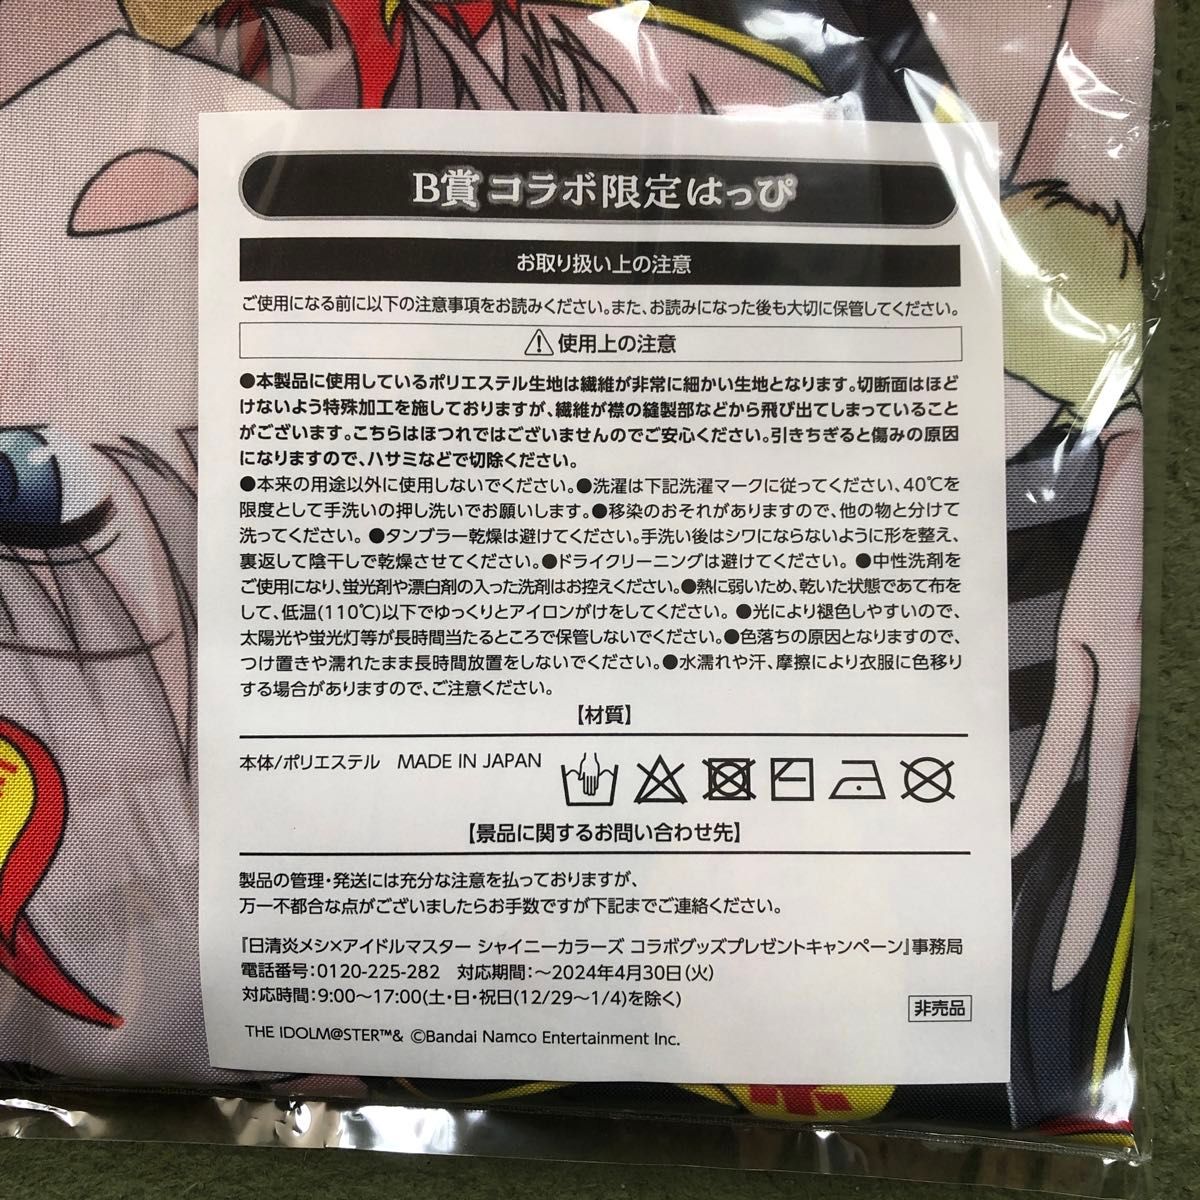 B賞 コラボ限定はっぴ
お取り扱い上の注意
ご使用になる前に以下の注意事項をお読みください。また、お読みになった後も大切に保管してください。
⚠使用上の注意
●本製品に使用しているポリエステル生地は繊維が非常に細かい生地となります。切断面はほど
けないよう特殊加工を施しておりますが、繊維が襟の縫製部などから飛び出てしまっていること
がございます。こちらはほつれではございませんのでご安心ください。引きちぎると傷みの原因
になりますので、ハサミなどで切除ください。
●本来の用途以外に使用しないでください。●洗濯は下記洗濯マークに従ってください、40℃を
限度として手洗いの押し洗いでお願いします。●移染のおそれがありますので、他の物と分けて
洗ってください。 ●タンブラー乾燥は避けてください。手洗い後はシワにならないように形を整え、
裏返して陰干しで乾燥させてください。●ドライクリーニングは避けてください。 ●中性洗剤を
ご使用になり、蛍光剤や漂白剤の入った洗剤はお控えください。●熱に弱いため、乾いた状態であて布を
して、低温(110℃)以下でゆっくりとアイロンがけをしてください。 ●光により褪色しやすいので、
太陽光や蛍光灯等が長時間当たるところで保管しないでください。●色落ちの原因となりますので、
つけ置きや濡れたまま長時間放置をしないでください。●水濡れや汗、摩擦により衣服に色移り
する場合がありますので、ご注意ください。
【材質】
本体/ポリエステル MADE IN JAPAN
【景品に関するお問い合わせ先】
製品の管理・発送には充分な注意を払っておりますが、
万一不都合な点がございましたらお手数ですが下記までご連絡ください。
『日清炎メシ×アイドルマスター シャイニーカラーズ コラボグッズプレゼントキャンペーン』事務局
電話番号:0120-225-282 対応期間:～2024年4月30日(火)
対応時間:9:00～17:00(土・日・祝日(12/29～1/4)を除く)
非売品
THE IDOLM@STER™& ©Bandai Namco Entertainment Inc.